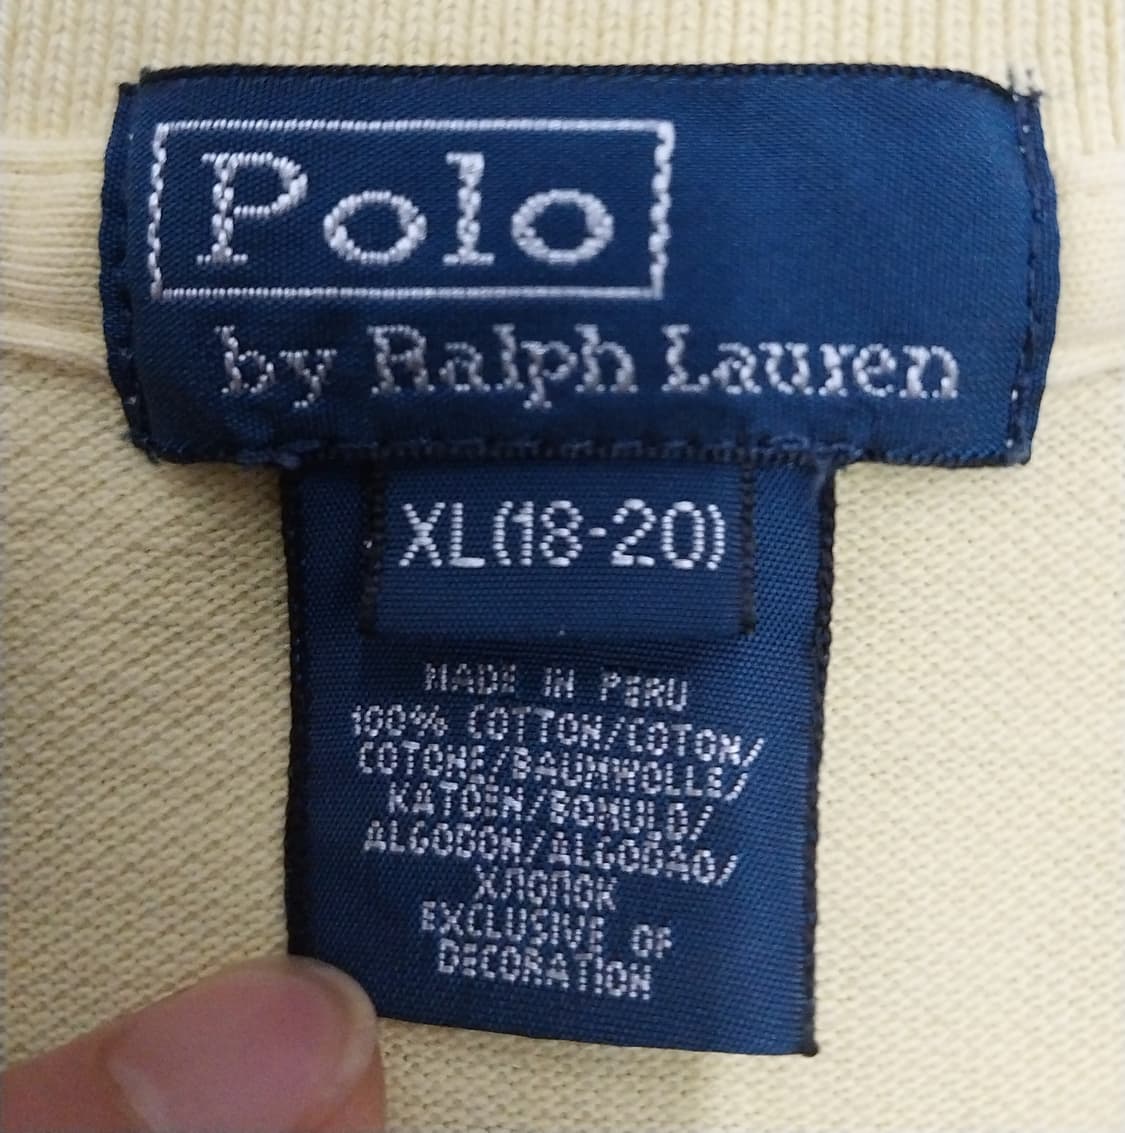 Polo
by Ralph Lauren
XL(18-20)
MADE IN PERU
100% COTTON/COTON/
COTONE/BAUMWOLLE/
KATOEN/BOMULD/
ALGODON/ALGODAO/
ХЛОПОК
EXCLUSIVE OF
DECORATION